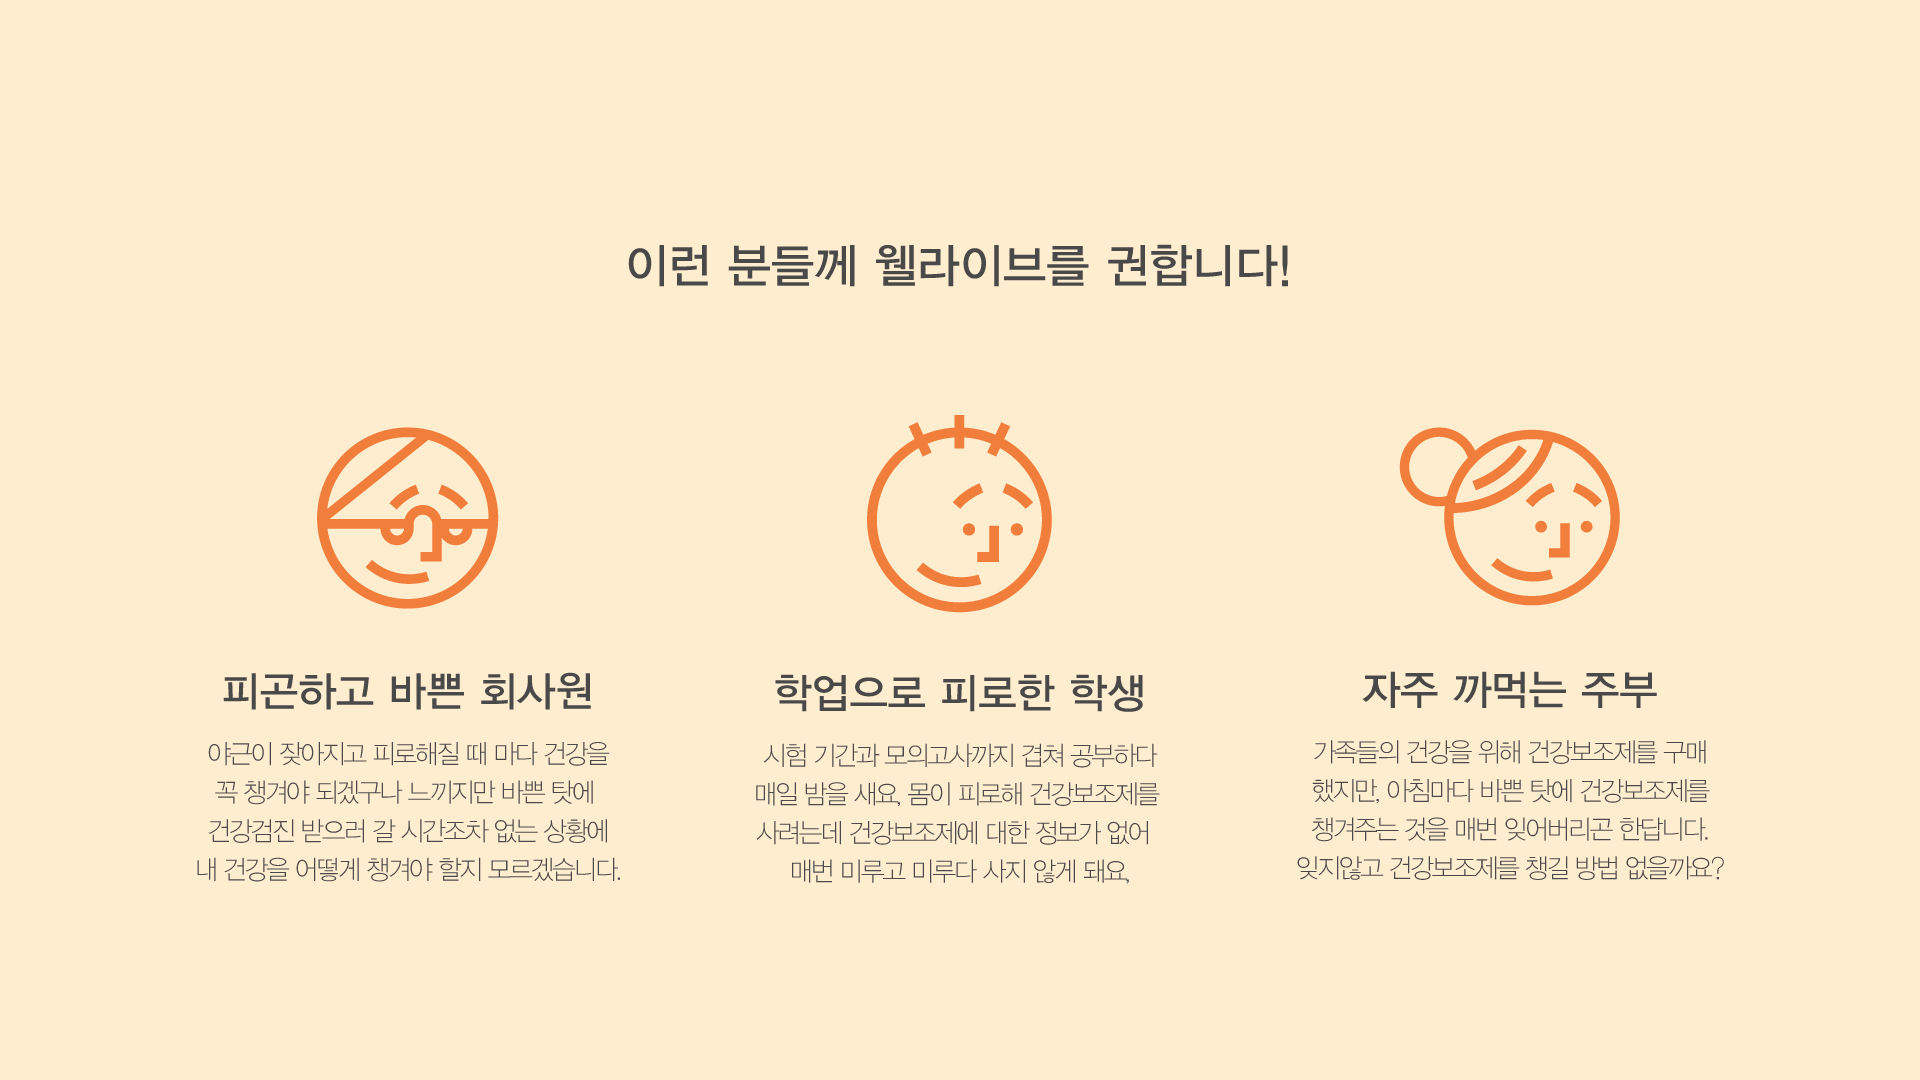 이런 분들께 웰라이브를 권합니다!
피곤하고 바쁜 회사원
야근이 잦아지고 피로해질 때 마다 건강을
꼭 챙겨야 되겠구나 느끼지만 바쁜 탓에
건강검진 받으러 갈 시간조차 없는 상황에
내 건강을 어떻게 챙겨야 할지 모르겠습니다.
학업으로 피로한 학생
시험 기간과 모의고사까지 겹쳐 공부하다
매일 밤을 새요, 몸이 피로해 건강보조제를
사려는데 건강보조제에 대한 정보가 없어
매번 미루고 미루다 사지 않게 돼요,
자주 까먹는 주부
가족들의 건강을 위해 건강보조제를 구매
했지만, 아침마다 바쁜 탓에 건강보조제를
챙겨주는 것을 매번 잊어버리곤 한답니다.
잊지않고 건강보조제를 챙길 방법 없을까요?